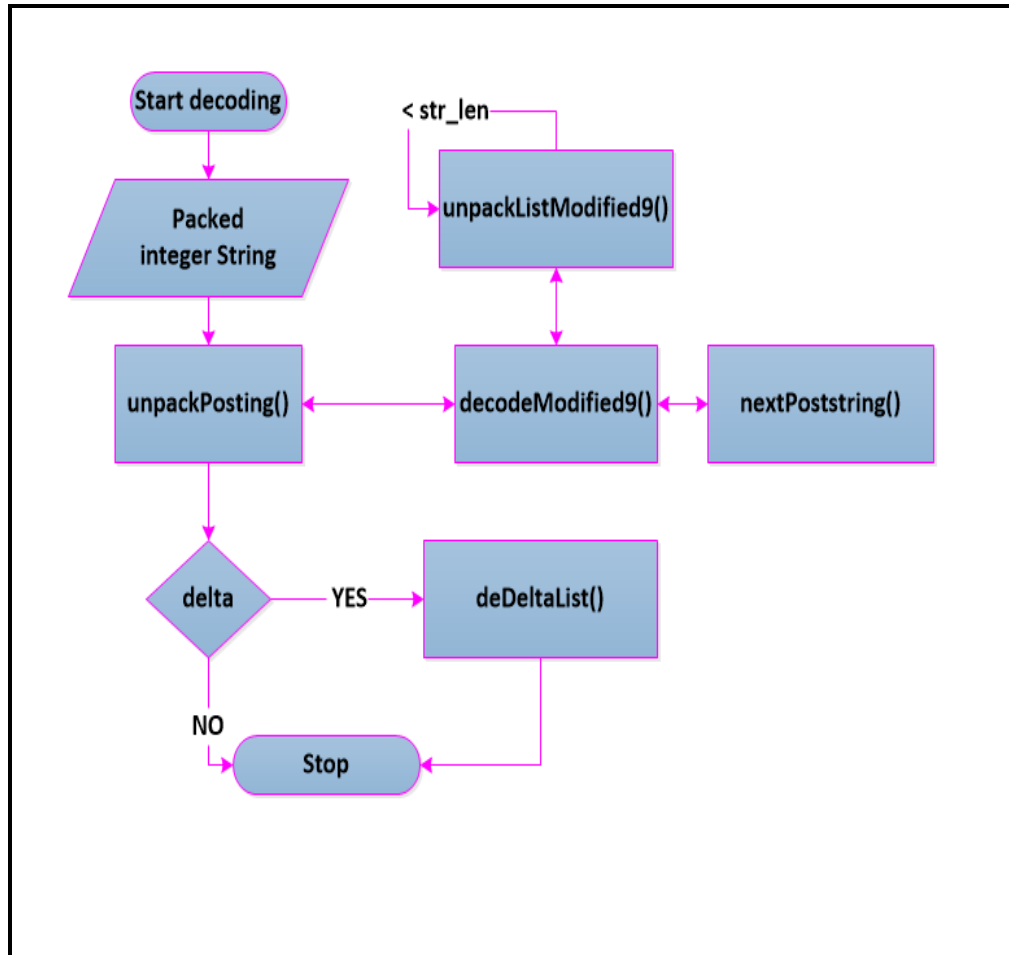 Start decoding
< str_len
unpackListModified9()
Packed
integer String
unpackPosting()
decodeModified9()
nextPoststring()
delta
YES
deDeltaList()
NO
Stop